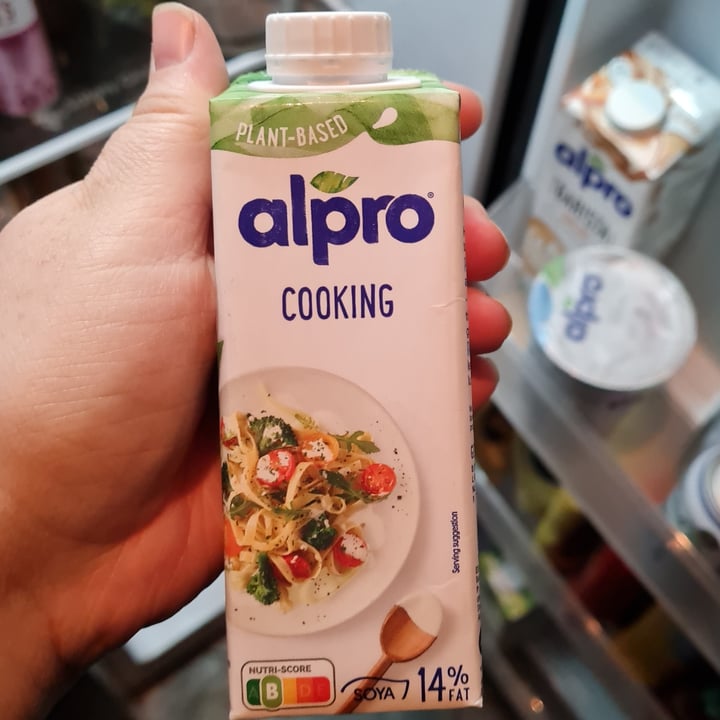 PLANT-BASED
alpro®
COOKING
Serving suggestion
NUTRI-SCORE
A B C D E
SOYA 14% FAT
alpro
alpro